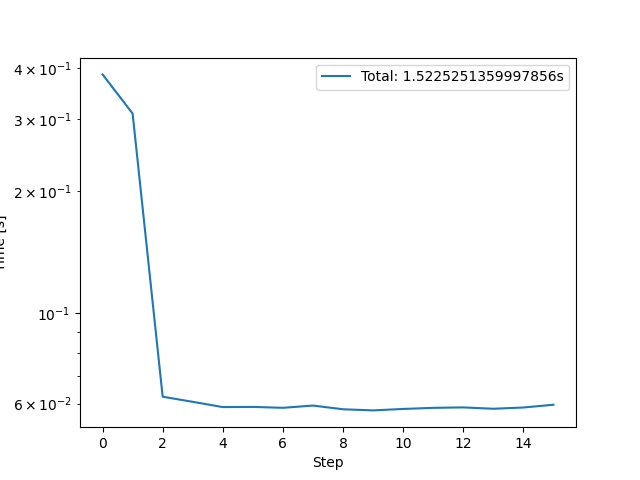 Total: 1.5225251359997856s
4 × 10⁻¹
3 × 10⁻¹
2 × 10⁻¹
10⁻¹
6 × 10⁻²
[s]
0 2 4 6 8 10 12 14
Step